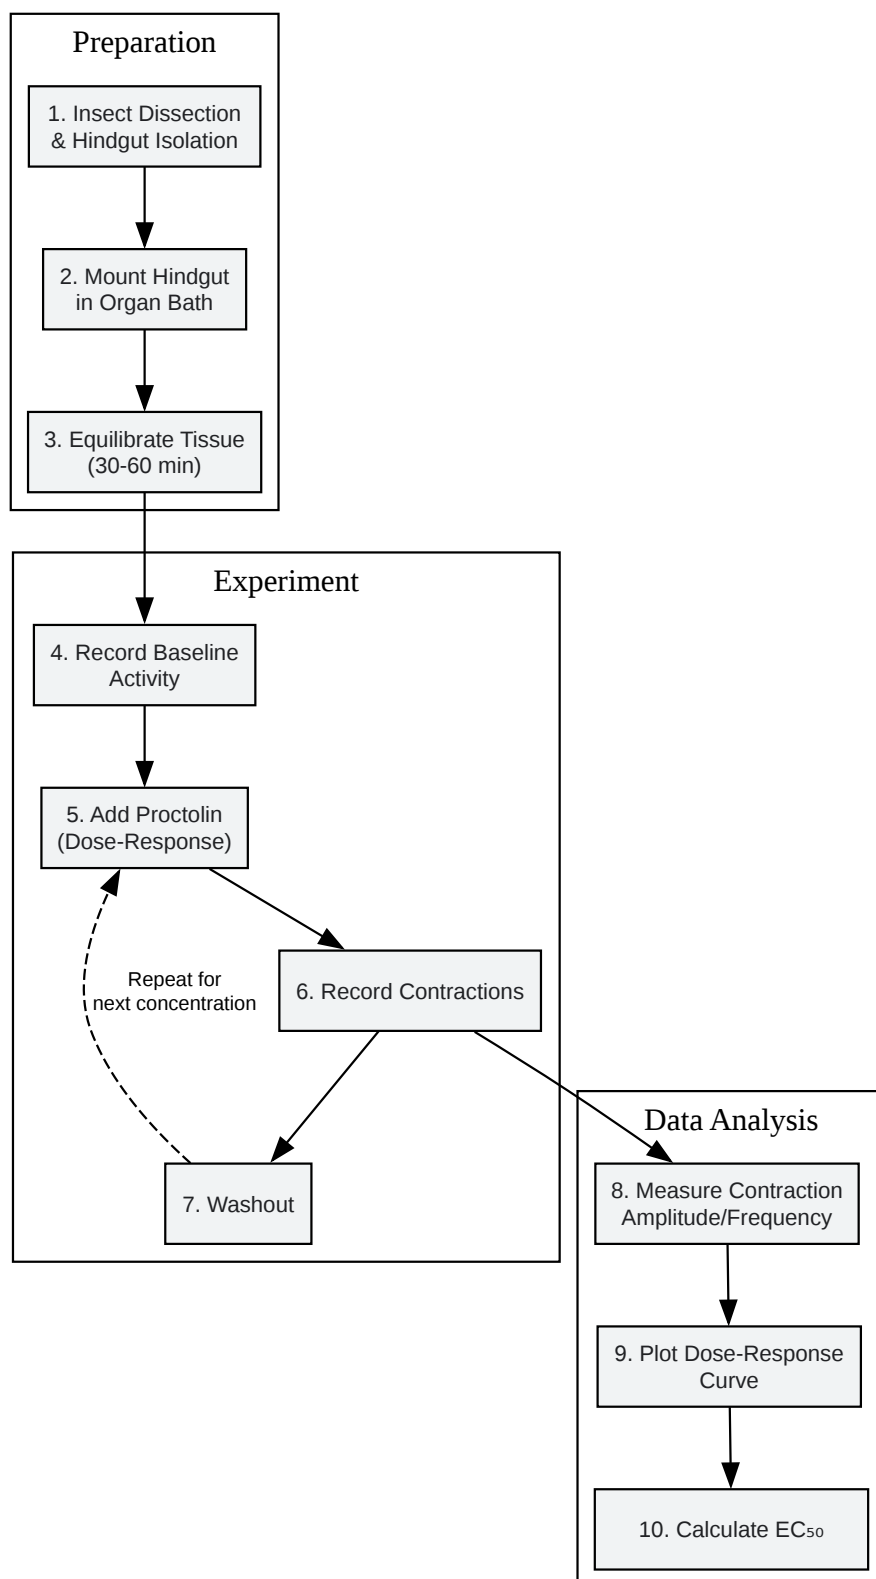 Preparation
1. Insect Dissection
& Hindgut Isolation
2. Mount Hindgut
in Organ Bath
3. Equilibrate Tissue
(30-60 min)
Experiment
4. Record Baseline
Activity
5. Add Proctolin
(Dose-Response)
Repeat for
next concentration
6. Record Contractions
7. Washout
Data Analysis
8. Measure Contraction
Amplitude/Frequency
9. Plot Dose-Response
Curve
10. Calculate EC₅₀